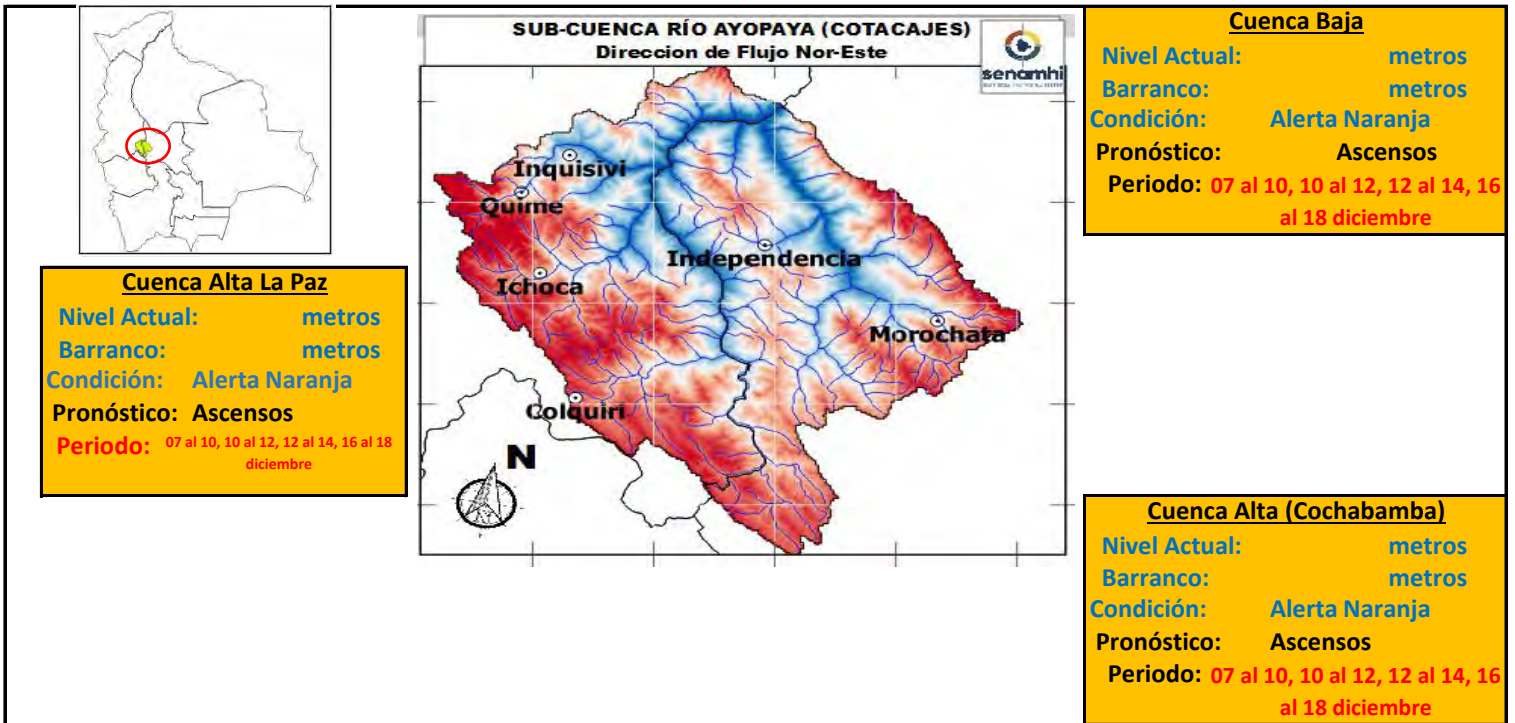 SUB-CUENCA RÍO AYOPAYA (COTACAJES)
Direccion de Flujo Nor-Este
senamhi
Inquisivi
Quime
Independencia
Ichoca
Morochata
Colquiri
N
Cuenca Baja
Nivel Actual: metros
Barranco: metros
Condición: Alerta Naranja
Pronóstico: Ascensos
Periodo: 07 al 10, 10 al 12, 12 al 14, 16
al 18 diciembre
Cuenca Alta La Paz
Nivel Actual: metros
Barranco: metros
Condición: Alerta Naranja
Pronóstico: Ascensos
Periodo: 07 al 10, 10 al 12, 12 al 14, 16 al 18
diciembre
Cuenca Alta (Cochabamba)
Nivel Actual: metros
Barranco: metros
Condición: Alerta Naranja
Pronóstico: Ascensos
Periodo: 07 al 10, 10 al 12, 12 al 14, 16
al 18 diciembre